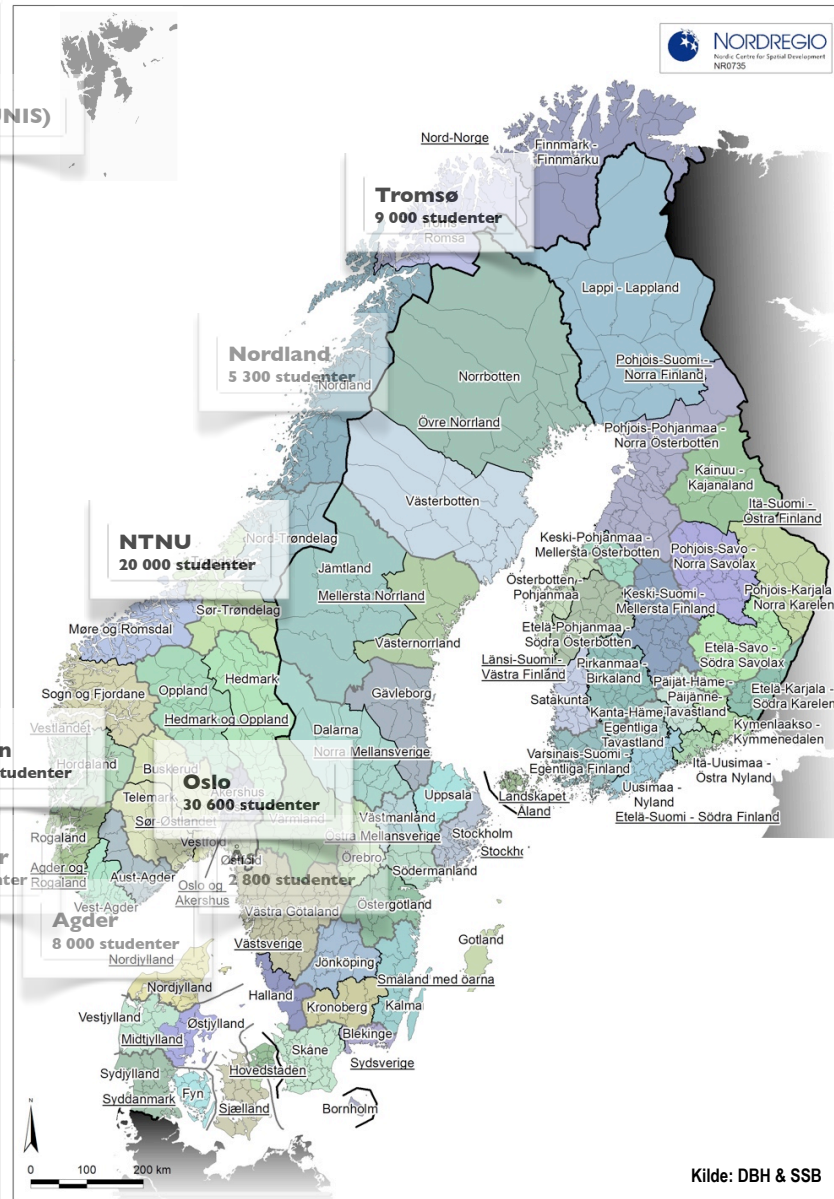 NORDREGIO
Nordic Centre for Spatial Development
NR0735
UNIS)
Nord-Norge
Finnmark -
Finnmárku
Tromsø
9 000 studenter
Troms -
Romsa
Lappi - Lappland
Nordland
5 300 studenter
Nordland
Norrbotten
Pohjois-Suomi -
Norra Finland
Övre Norrland
Pohjois-Pohjanmaa -
Norra Österbotten
Kainuu -
Kajanaland
Västerbotten
Itä-Suomi -
Östra Finland
NTNU
20 000 studenter
Nord-Trøndelag
Keski-Pohjanmaa -
Mellersta Österbotten
Pohjois-Savo -
Norra Savolax
Jämtland
Mellersta Norrland
Österbotten -
Pohjanmaa
Keski-Suomi -
Mellersta Finland
Pohjois-Karjala
Norra Karelen
Sør-Trøndelag
Møre og Romsdal
Västernorrland
Etelä-Pohjanmaa -
Södra Österbotten
Etelä-Savo -
Södra Savolax
Länsi-Suomi -
Västra Finland
Pirkanmaa -
Birkaland
Hedmark
Oppland
Sogn og Fjordane
Gävleborg
Satakunta
Päijät-Häme -
Päijänne-
Tavastland
Etelä-Karjala -
Södra Karelen
Hedmark og Oppland
Kanta-Häme
Egentliga
Tavastland
Kymenlaakso -
Kymmenedalen
Vestlandet
Dalarna
Norra Mellansverige
Varsinais-Suomi -
Egentliga Finland
Itä-Uusimaa -
Östra Nyland
n
studenter
Hordaland
Buskerud
Oslo
30 600 studenter
Akershus
Telemark
Sør-Østlandet
Värmland
Uppsala
Landskapet
Åland
Uusimaa -
Nyland
Etelä-Suomi - Södra Finland
Västmanland
Östra Mellansverige
Stockholm
Stockho
Rogaland
Vestfold
Østfold
Örebro
Södermanland
r
nter
Agder og
Rogaland
Aust-Agder
Oslo og
Akershus
2 800 studenter
Vest-Agder
Västra Götaland
Östergötland
Agder
8 000 studenter
Nordjylland
Västsverige
Gotland
Jönköping
Småland med öarna
Nordjylland
Halland
Kronoberg
Kalmar
Vestjylland
Østjylland
Midtjylland
Blekinge
Skåne
Sydsverige
Sydjylland
Hovedstaden
Syddanmark
Fyn
Sjælland
Bornholm
N
0 100 200 km
Kilde: DBH & SSB